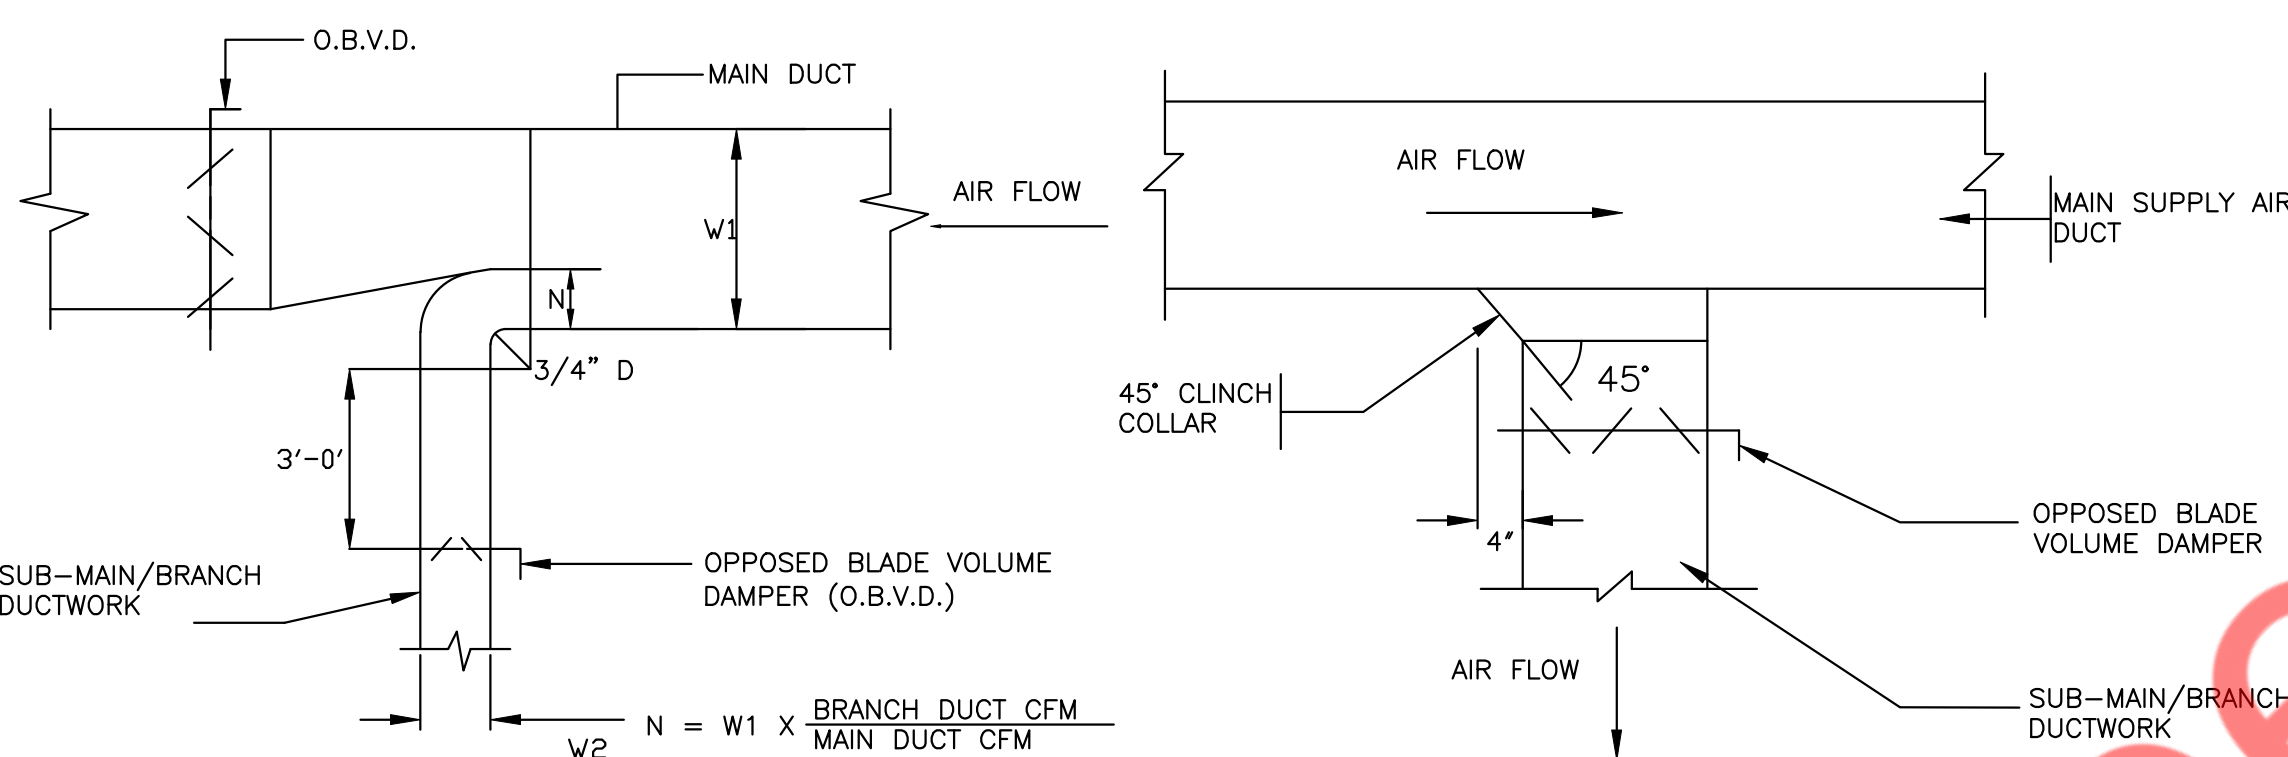 O.B.V.D.
MAIN DUCT
W1
AIR FLOW
N
3/4" D
3'-0'
SUB-MAIN/BRANCH
DUCTWORK
OPPOSED BLADE VOLUME
DAMPER (O.B.V.D.)
W2
N = W1 X BRANCH DUCT CFM
MAIN DUCT CFM
AIR FLOW
MAIN SUPPLY AIR
DUCT
45° CLINCH
COLLAR
45°
4"
OPPOSED BLADE
VOLUME DAMPER
AIR FLOW
SUB-MAIN/BRANCH
DUCTWORK